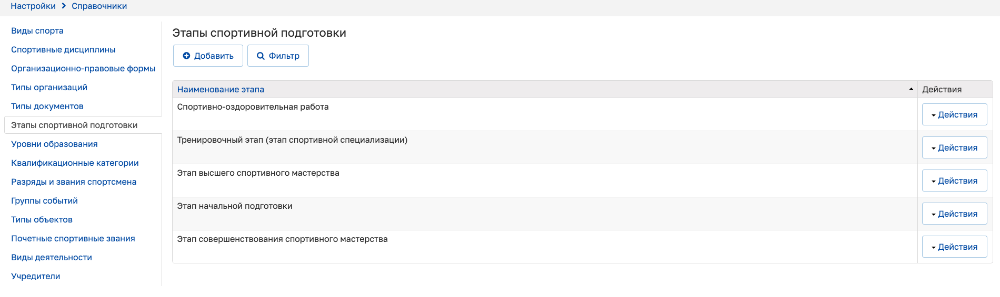 Настройки > Справочники
Виды спорта
Спортивные дисциплины
Организационно-правовые формы
Типы организаций
Типы документов
Этапы спортивной подготовки
Уровни образования
Квалификационные категории
Разряды и звания спортсмена
Группы событий
Типы объектов
Почетные спортивные звания
Виды деятельности
Учредители
Этапы спортивной подготовки
Добавить Фильтр
Наименование этапа Действия
Спортивно-оздоровительная работа Действия
Тренировочный этап (этап спортивной специализации) Действия
Этап высшего спортивного мастерства Действия
Этап начальной подготовки Действия
Этап совершенствования спортивного мастерства Действия